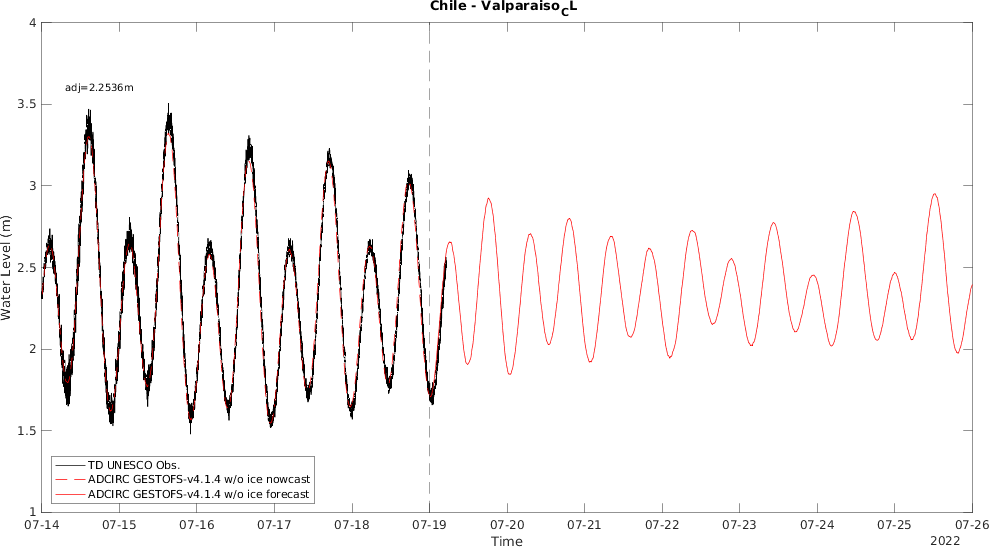 Chile - Valparaiso_CL
adj=2.2536m
4
3.5
3
2.5
2
1.5
1
Water Level (m)
TD UNESCO Obs.
ADCIRC GESTOFS-v4.1.4 w/o ice nowcast
ADCIRC GESTOFS-v4.1.4 w/o ice forecast
07-14 07-15 07-16 07-17 07-18 07-19 07-20 07-21 07-22 07-23 07-24 07-25 07-26
Time
2022